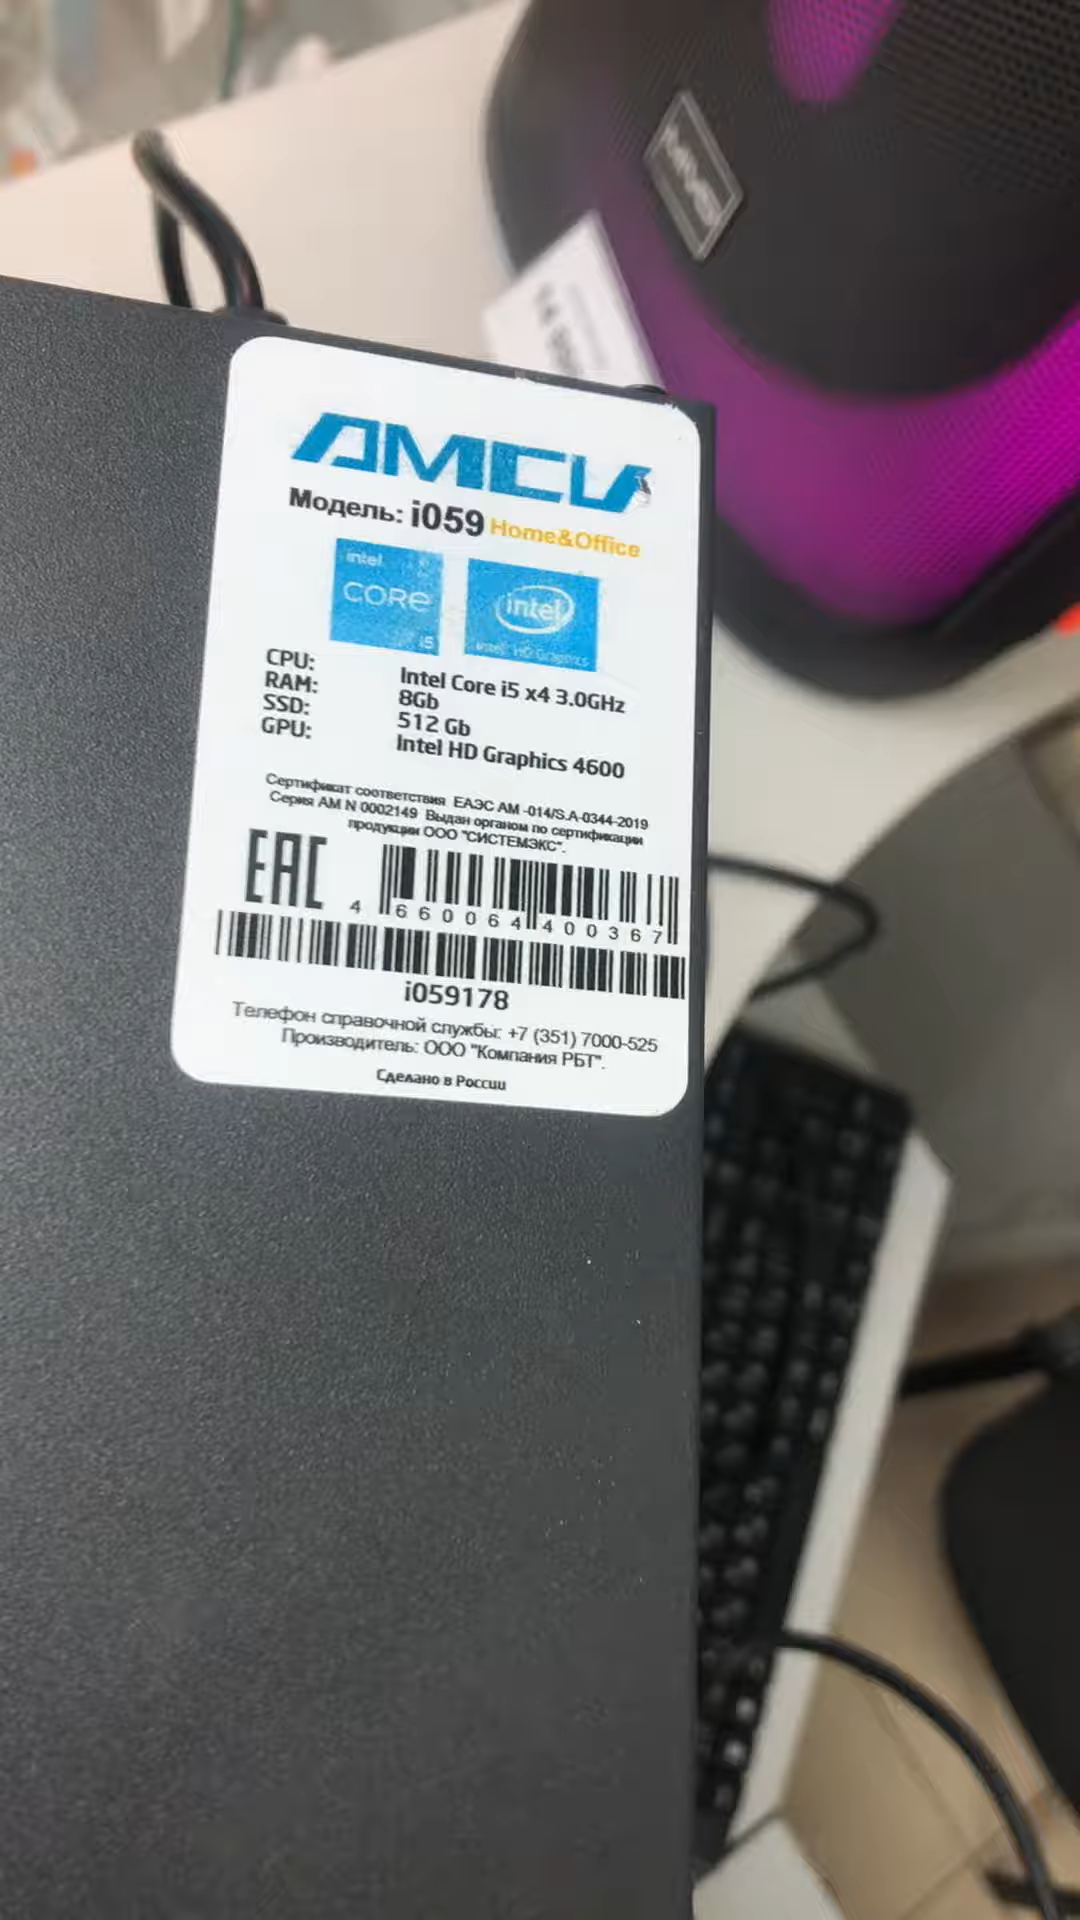 AMCV
Модель: i059 Home&Office
intel
CORE
i5
intel
intel HD Graphics
CPU: Intel Core i5 x4 3.0GHz
RAM: 8Gb
SSD: 512 Gb
GPU: Intel HD Graphics 4600
Сертификат соответствия ЕАЭС АМ -014/S.А-0344-2019
Серия АМ N 0002149 Выдан органом по сертификации
продукции ООО "СИСТЕМЭКС".
EAC
4 660064 400367
i059178
Телефон справочной службы: +7 (351) 7000-525
Производитель: ООО "Компания РБТ".
Сделано в России